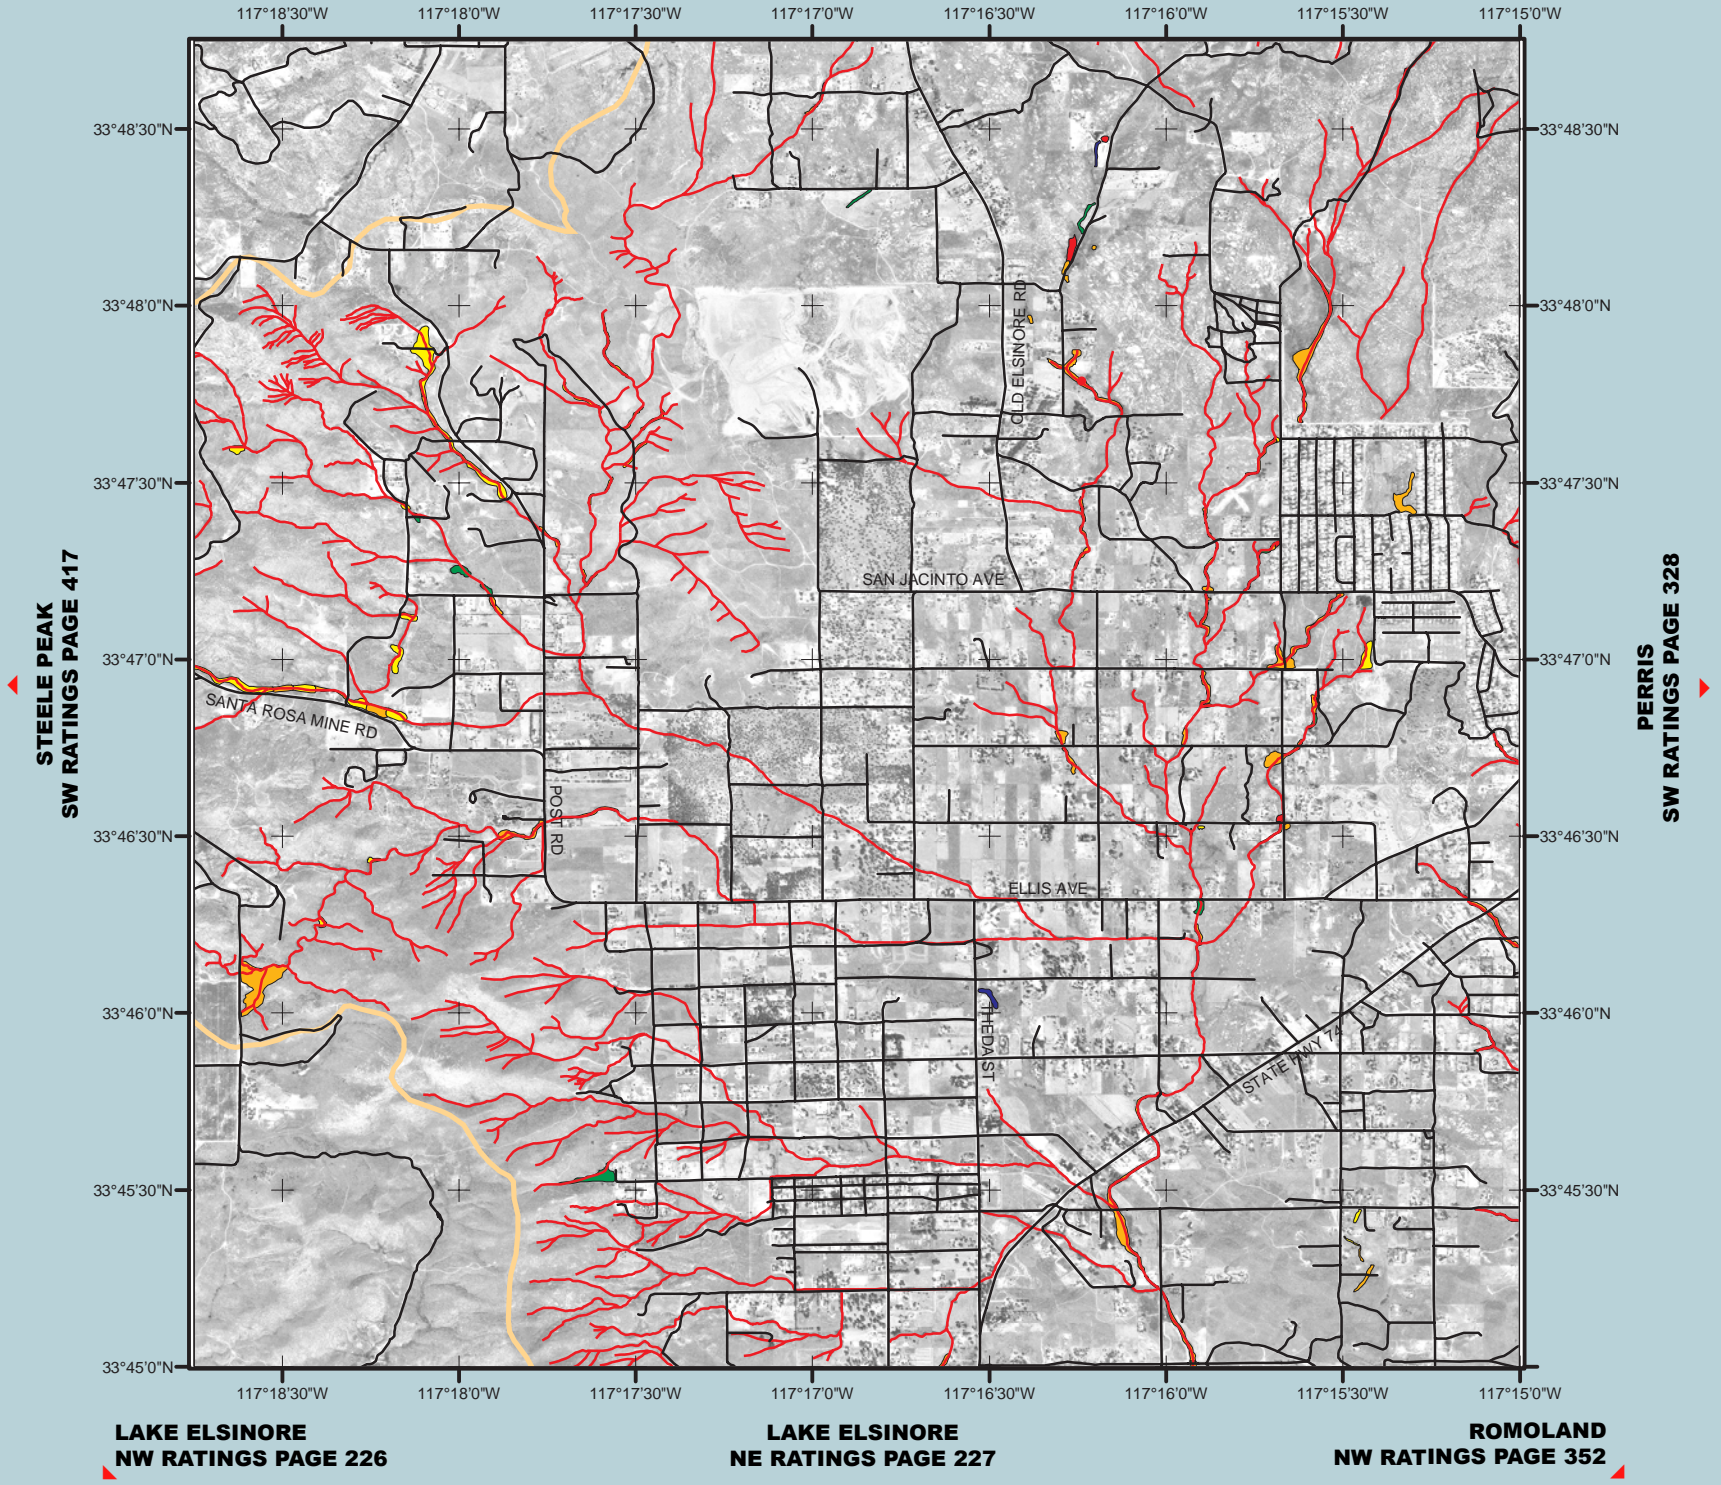 117°18'30"W 117°18'0"W 117°17'30"W 117°17'0"W 117°16'30"W 117°16'0"W 117°15'30"W 117°15'0"W
33°48'30"N 33°48'30"N
33°48'0"N 33°48'0"N
OLD ELSINORE RD
33°47'30"N 33°47'30"N
SAN JACINTO AVE
STEELE PEAK
SW RATINGS PAGE 417
PERRIS
SW RATINGS PAGE 328
33°47'0"N 33°47'0"N
SANTA ROSA MINE RD
POST RD
33°46'30"N 33°46'30"N
ELLIS AVE
33°46'0"N 33°46'0"N
THEDA ST
STATE HWY 74
33°45'30"N 33°45'30"N
33°45'0"N
117°18'30"W 117°18'0"W 117°17'30"W 117°17'0"W 117°16'30"W 117°16'0"W 117°15'30"W 117°15'0"W
LAKE ELSINORE
NW RATINGS PAGE 226
LAKE ELSINORE
NE RATINGS PAGE 227
ROMOLAND
NW RATINGS PAGE 352